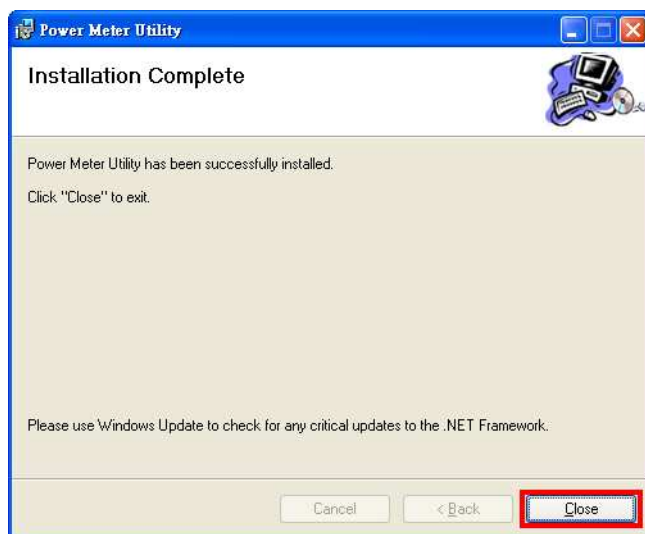 Power Meter Utility
Installation Complete
Power Meter Utility has been successfully installed.
Click "Close" to exit.
Please use Windows Update to check for any critical updates to the .NET Framework.
Cancel
< Back
Close